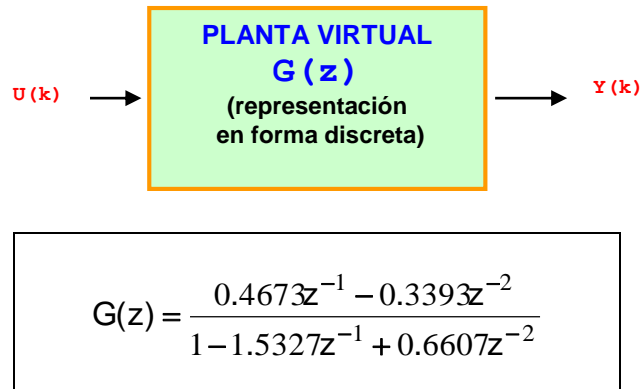 PLANTA VIRTUAL
G(z)
(representación
en forma discreta)
U(k)
Y(k)
G(z) = \frac{0.4673z^{-1} - 0.3393z^{-2}}{1-1.5327z^{-1} + 0.6607z^{-2}}